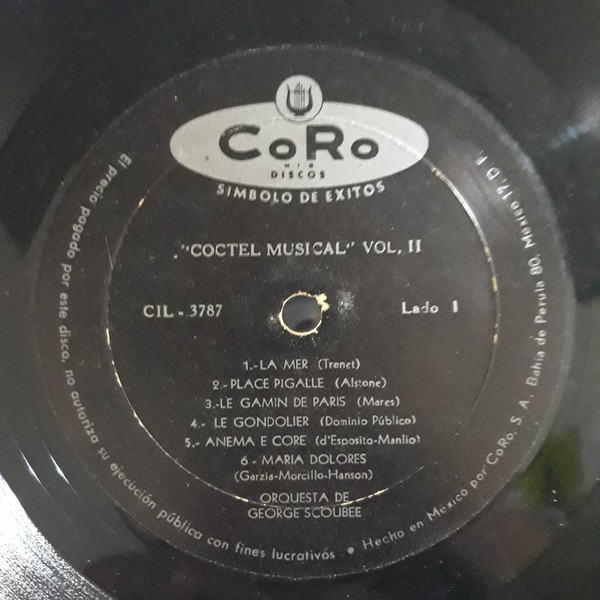 CoRo
M.I.R
DISCOS
SIMBOLO DE EXITOS
"COCTEL MUSICAL" VOL, II
CIL - 3787
Lado 1
1.-LA MER (Trenet)
2.-PLACE PIGALLE (Alstone)
3.-LE GAMIN DE PARIS (Mares)
4.- LE GONDOLIER (Dominio Público)
5.- ANEMA E CORE (d'Esposito-Manlio)
6 - MARIA DOLORES
(Garzia-Morcillo-Hanson)
ORQUESTA DE
GEORGE SCOUBEE
El precio pagado por este disco, no autoriza su ejecución pública con fines lucrativos • Hecho en México por CoRo, S. A. Bahía de Perula 80, México 17, D. F.